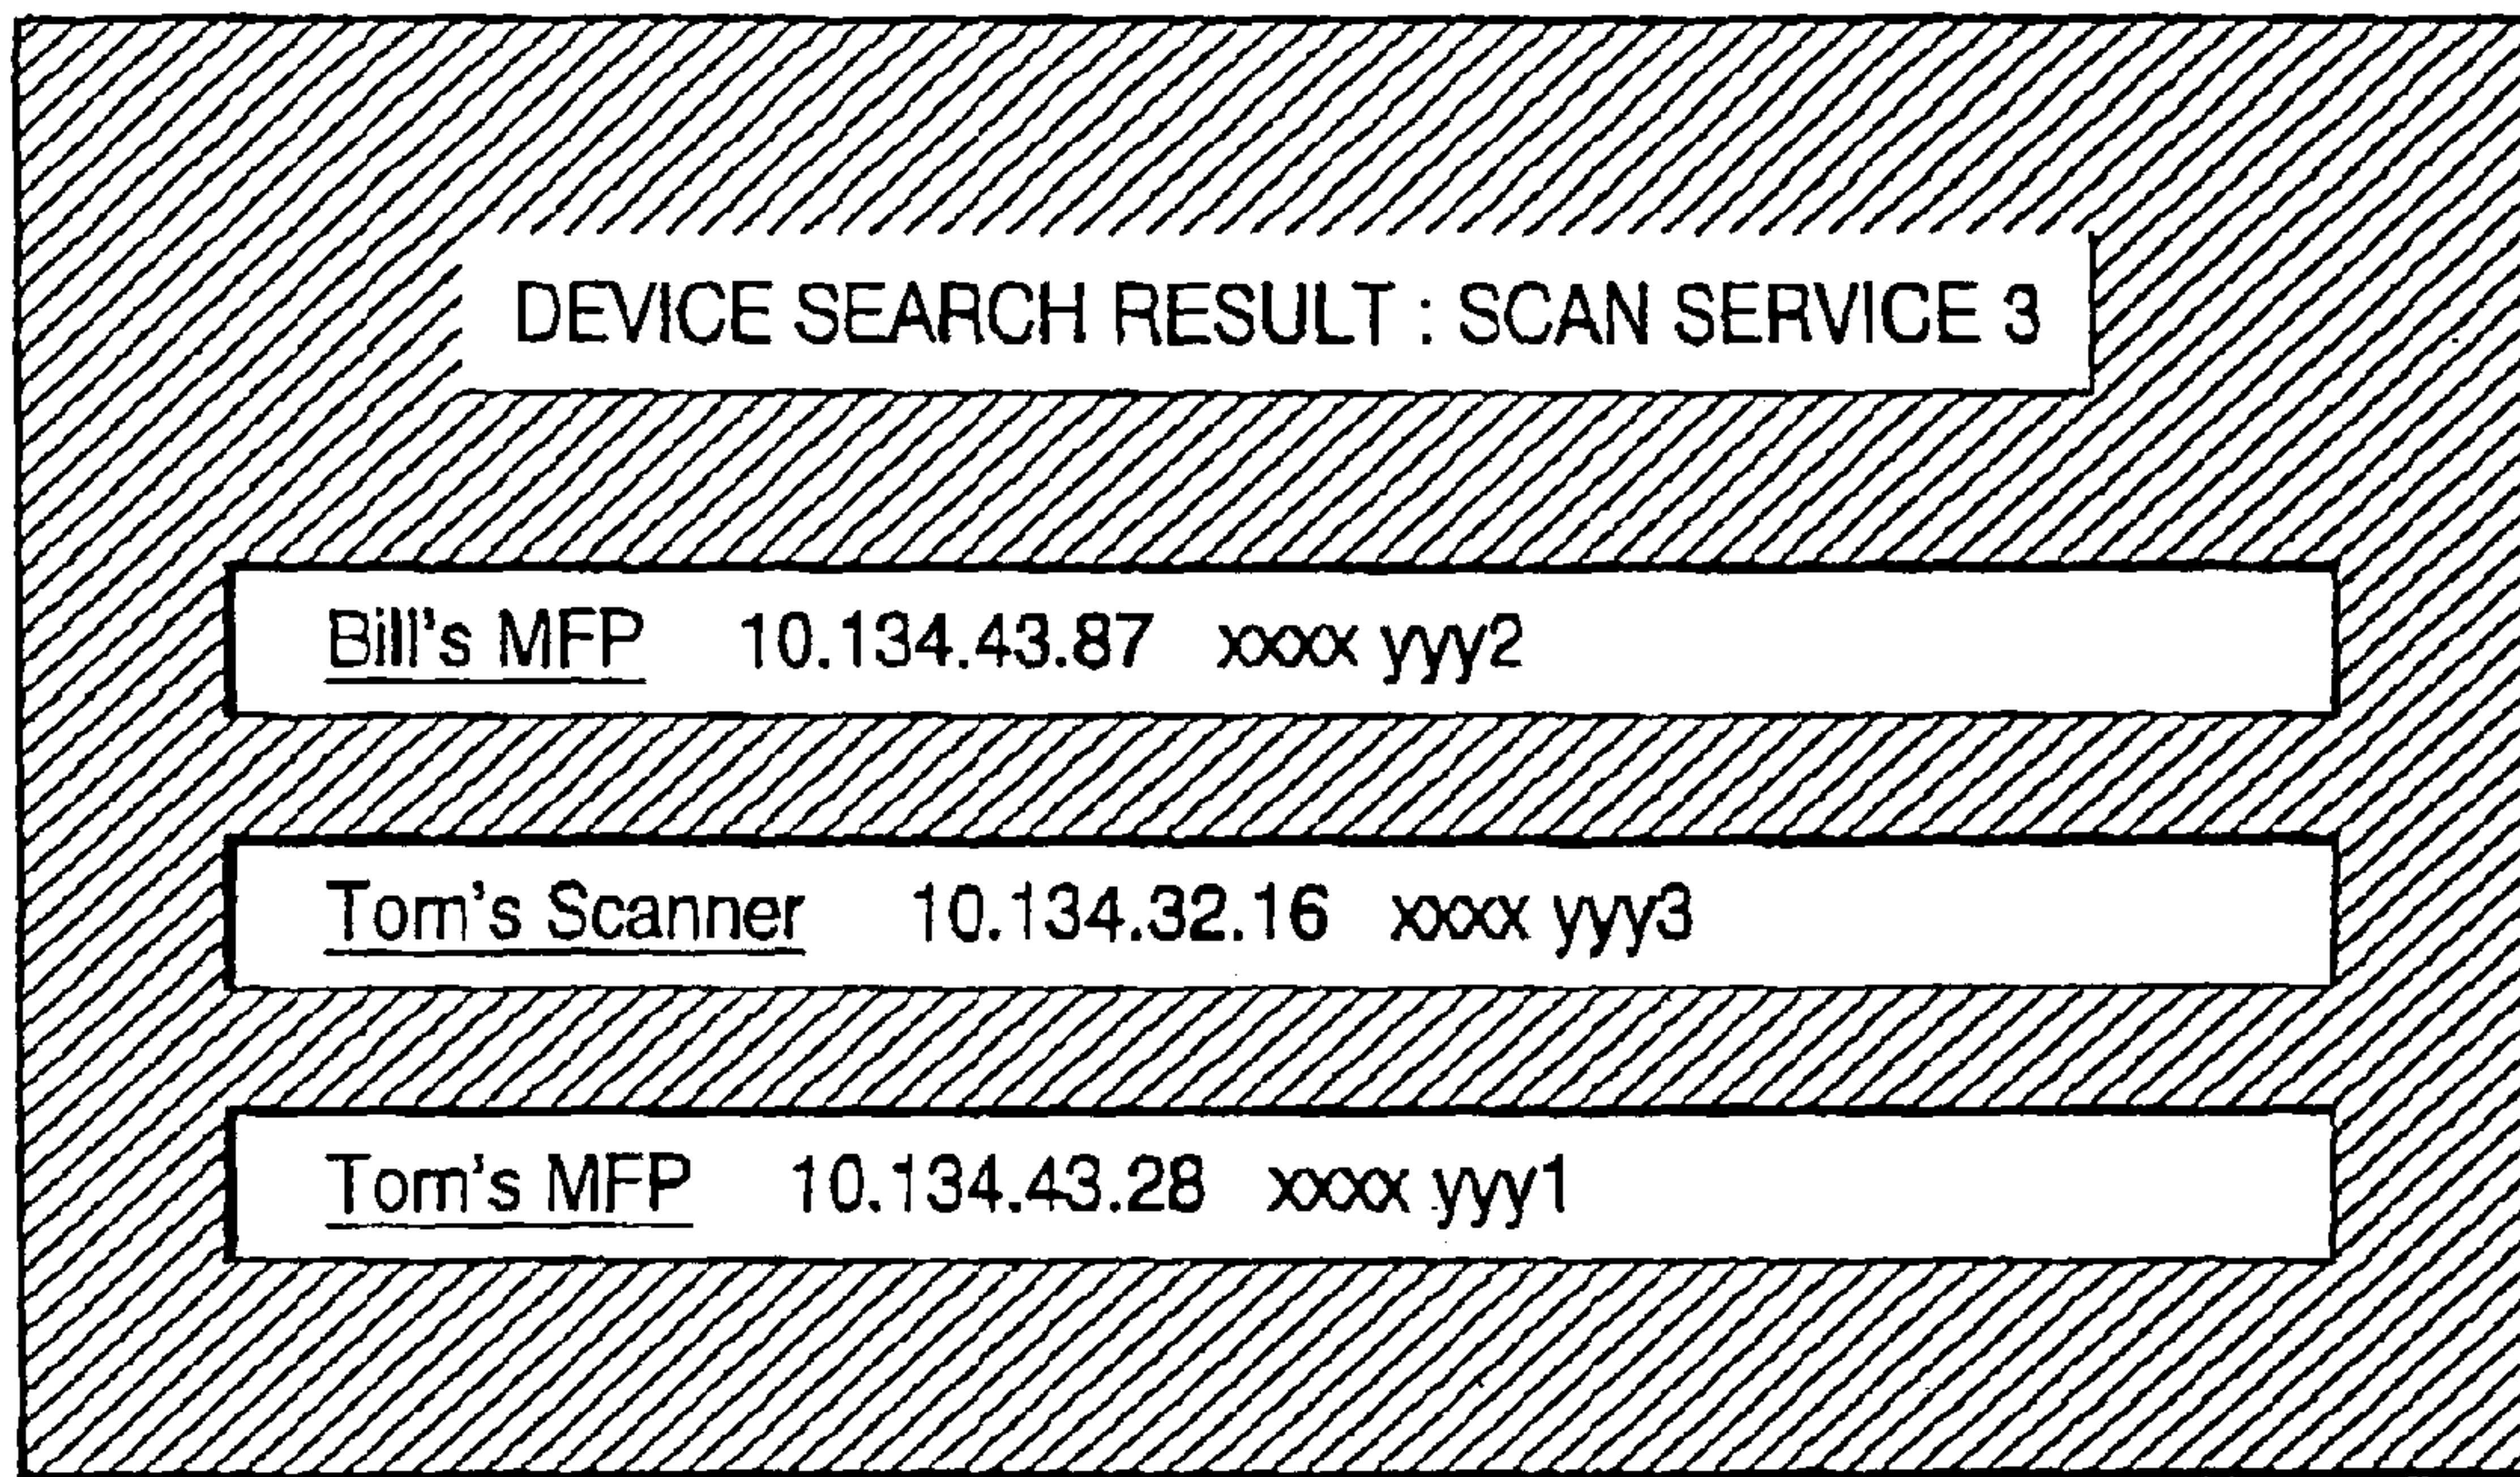 DEVICE SEARCH RESULT : SCAN SERVICE 3
Bill's MFP 10.134.43.87 xxxx yyy2
Tom's Scanner 10.134.32.16 xxxx yyy3
Tom's MFP 10.134.43.28 xxxx yyy1